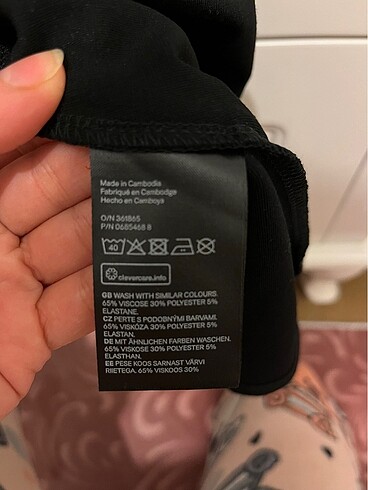 Made in Cambodia
Fabriqué en Cambodge
Hecho en Camboya
O/N 361865
P/N 0685468 8
40
clevercare.info
GB WASH WITH SIMILAR COLOURS.
65% VISCOSE 30% POLYESTER 5%
ELASTANE.
CZ PERTE S PODOBNÝMI BARVAMI.
65% VISKÓZA 30% POLYESTER 5%
ELASTAN.
DE MIT ÄHNLICHEN FARBEN WASCHEN.
65% VISKOSE 30% POLYESTER 5%
ELASTHAN.
EE PESE KOOS SARNAST VÄRVI
RIIETEGA. 65% VISKOOS 30%